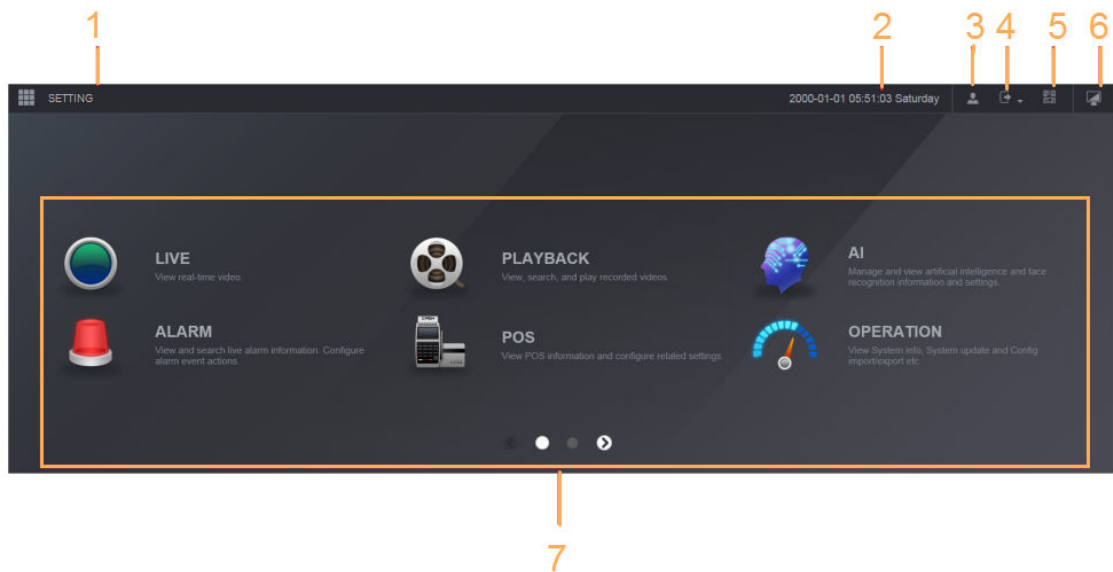 1
2
3
4
5
6
SETTING
2000-01-01 05:51:03 Saturday
LIVE
View real-time video.
PLAYBACK
View, search, and play recorded videos.
AI
Manage and view artificial intelligence and face
recognition information and settings.
ALARM
View and search live alarm information. Configure
alarm event actions.
POS
View POS information and configure related settings.
OPERATION
View System info, System update and Config
import/export etc.
7